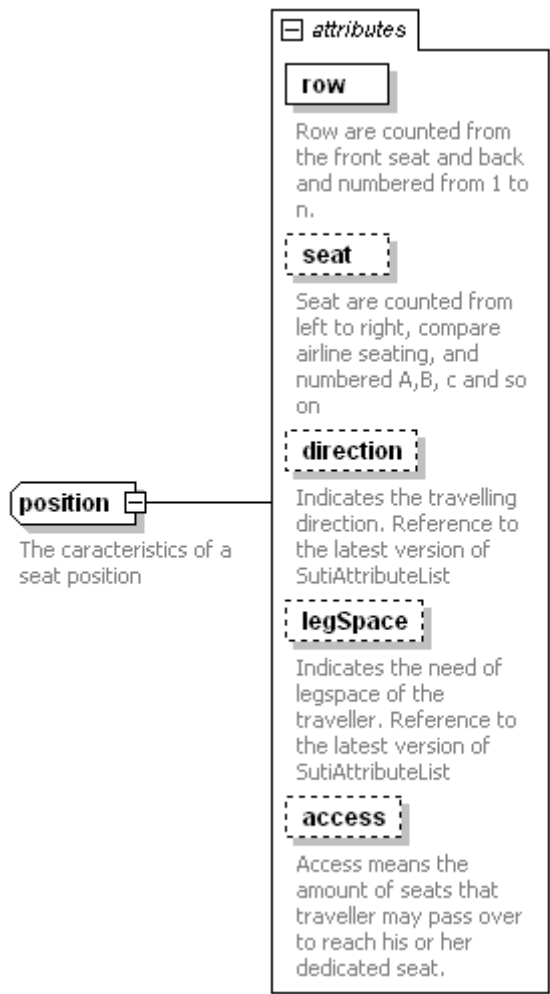 attributes
row
Row are counted from
the front seat and back
and numbered from 1 to
n.
seat
Seat are counted from
left to right, compare
airline seating, and
numbered A,B, c and so
on
direction
Indicates the travelling
direction. Reference to
the latest version of
SutiAttributeList
legSpace
Indicates the need of
legspace of the
traveller. Reference to
the latest version of
SutiAttributeList
access
Access means the
amount of seats that
traveller may pass over
to reach his or her
dedicated seat.
position
The caracteristics of a
seat position